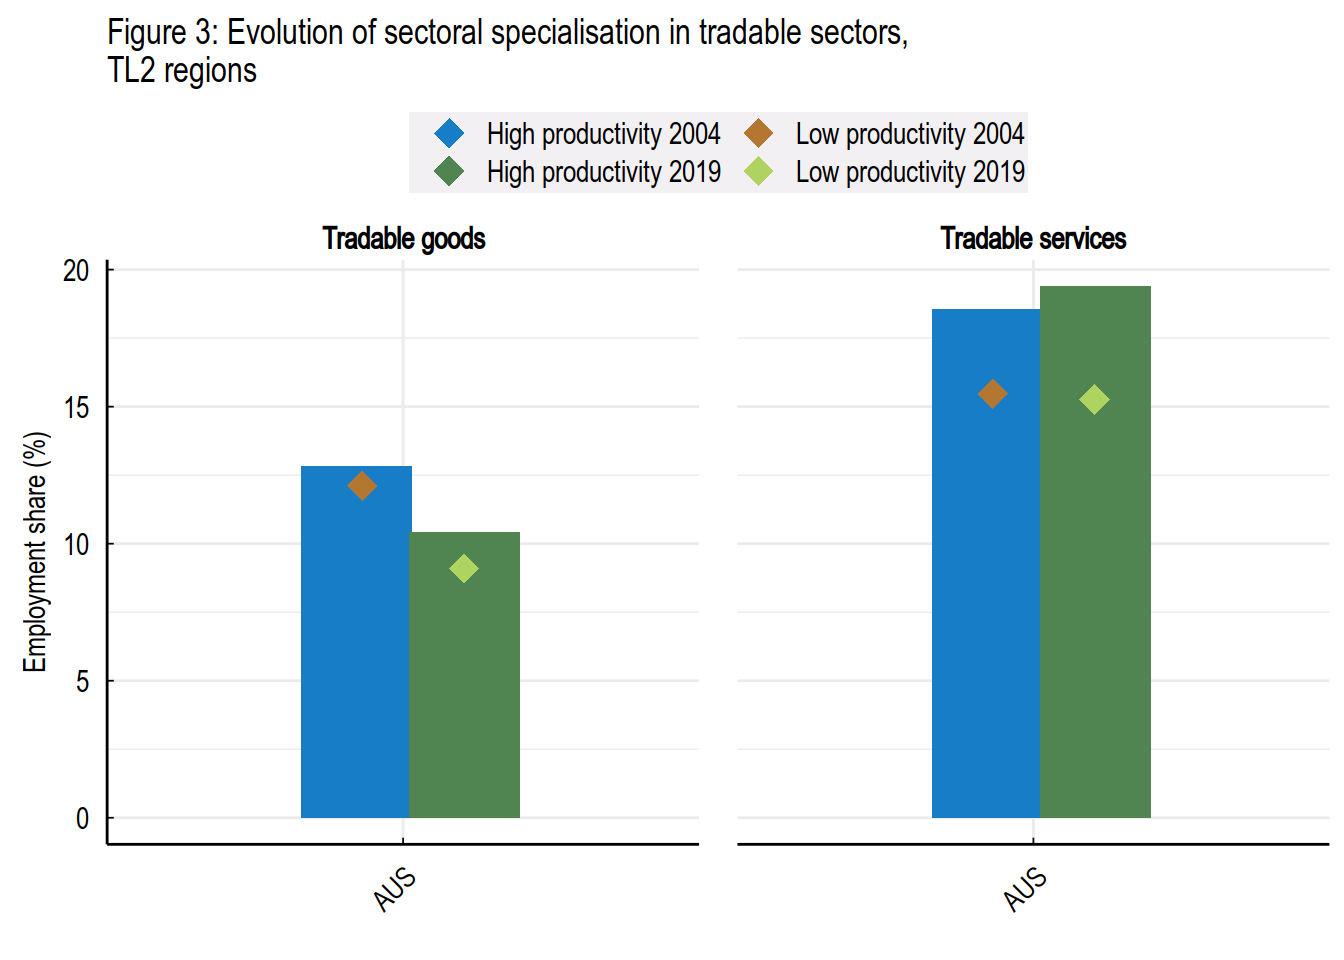 Figure 3: Evolution of sectoral specialisation in tradable sectors,
TL2 regions
High productivity 2004
Low productivity 2004
High productivity 2019
Low productivity 2019
Tradable goods
Tradable services
Employment share (%)
20
15
10
5
0
AUS
AUS